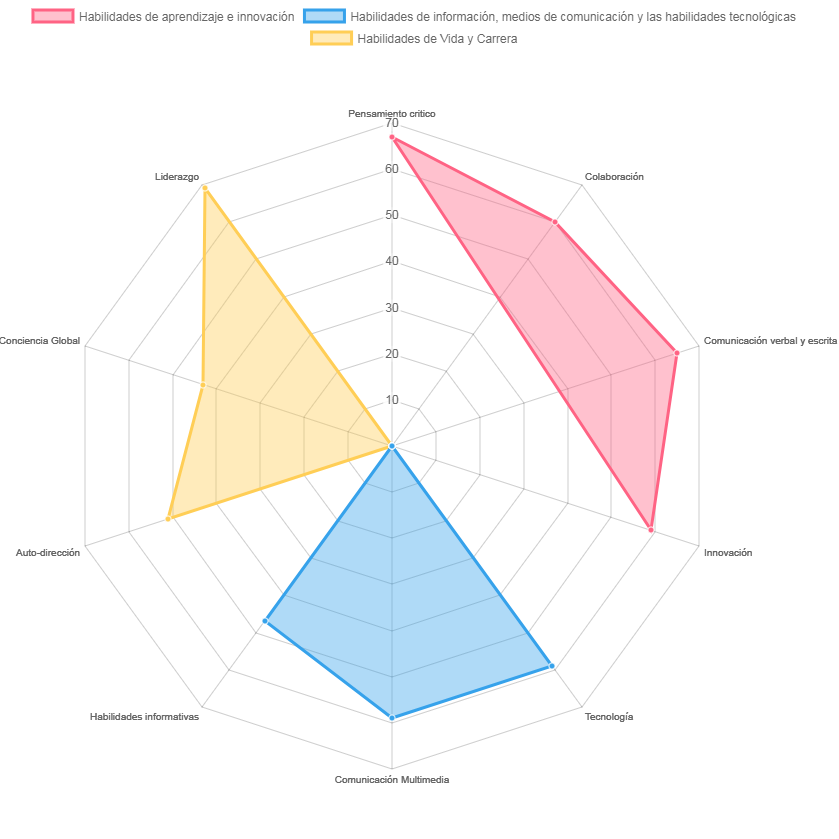 Habilidades de aprendizaje e innovación
Habilidades de información, medios de comunicación y las habilidades tecnológicas
Habilidades de Vida y Carrera
Pensamiento critico
70
Liderazgo
Colaboración
60
50
40
Conciencia Global
Comunicación verbal y escrita
30
20
10
Auto-dirección
Innovación
Habilidades informativas
Tecnología
Comunicación Multimedia